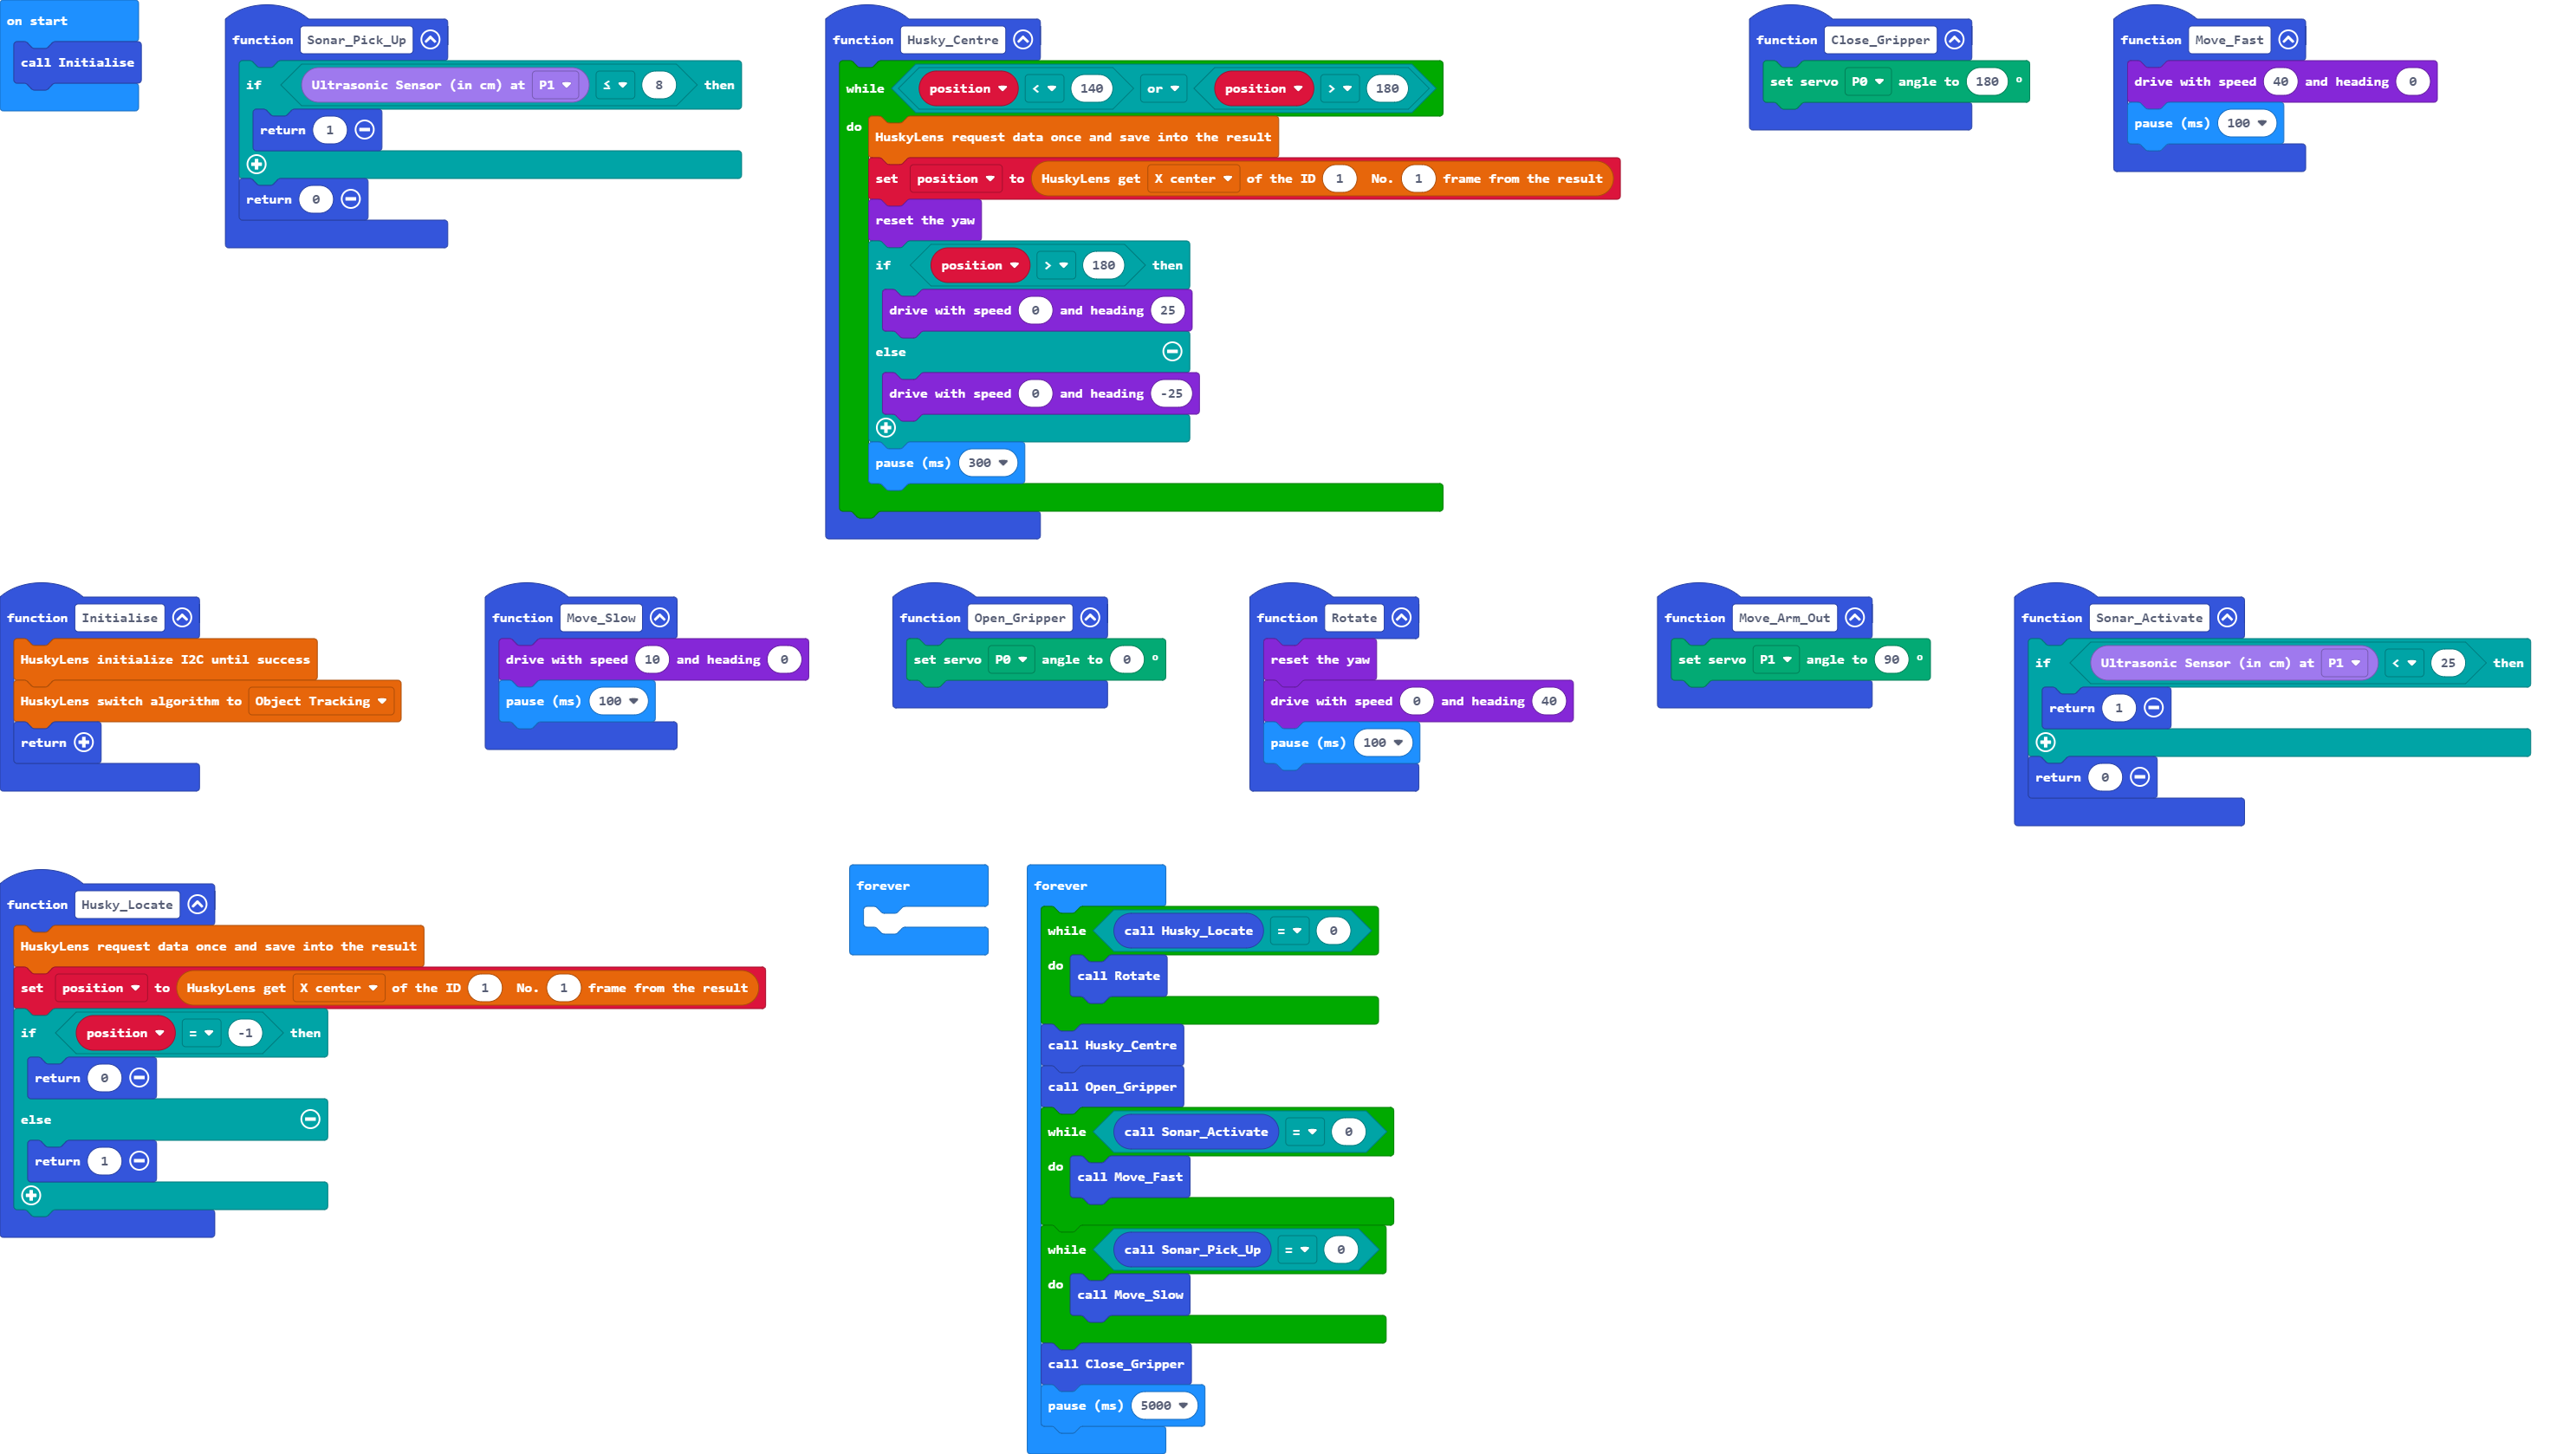 on start
call Initialise
function Sonar_Pick_Up
if Ultrasonic Sensor (in cm) at P1 ≤ 8 then
return 1
return 0
function Husky_Centre
while position < 140 or position > 180
do
HuskyLens request data once and save into the result
set position to HuskyLens get X center of the ID 1 No. 1 frame from the result
reset the yaw
if position > 180 then
drive with speed 0 and heading 25
else
drive with speed 0 and heading -25
pause (ms) 300
function Close_Gripper
set servo P0 angle to 180 °
function Move_Fast
drive with speed 40 and heading 0
pause (ms) 100
function Initialise
HuskyLens initialize I2C until success
HuskyLens switch algorithm to Object Tracking
return
function Move_Slow
drive with speed 10 and heading 0
pause (ms) 100
function Open_Gripper
set servo P0 angle to 0 °
function Rotate
reset the yaw
drive with speed 0 and heading 40
pause (ms) 100
function Move_Arm_Out
set servo P1 angle to 90 °
function Sonar_Activate
if Ultrasonic Sensor (in cm) at P1 < 25 then
return 1
return 0
function Husky_Locate
HuskyLens request data once and save into the result
set position to HuskyLens get X center of the ID 1 No. 1 frame from the result
if position = -1 then
return 0
else
return 1
forever
forever
while call Husky_Locate = 0
do
call Rotate
call Husky_Centre
call Open_Gripper
while call Sonar_Activate = 0
do
call Move_Fast
while call Sonar_Pick_Up = 0
do
call Move_Slow
call Close_Gripper
pause (ms) 5000